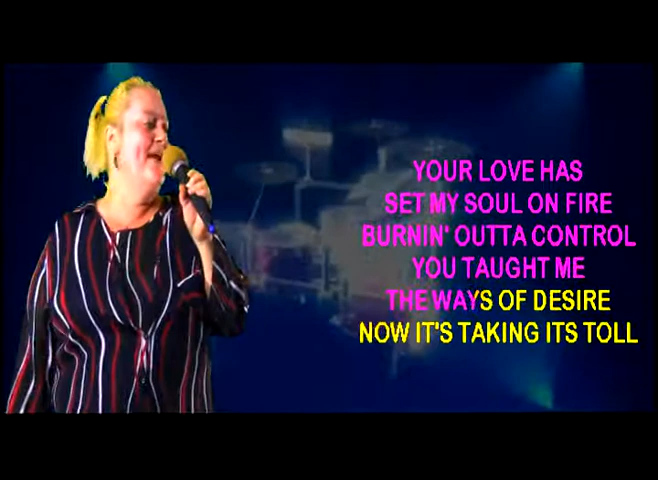 YOUR LOVE HAS
SET MY SOUL ON FIRE
BURNIN' OUTTA CONTROL
YOU TAUGHT ME
THE WAYS OF DESIRE
NOW IT'S TAKING ITS TOLL